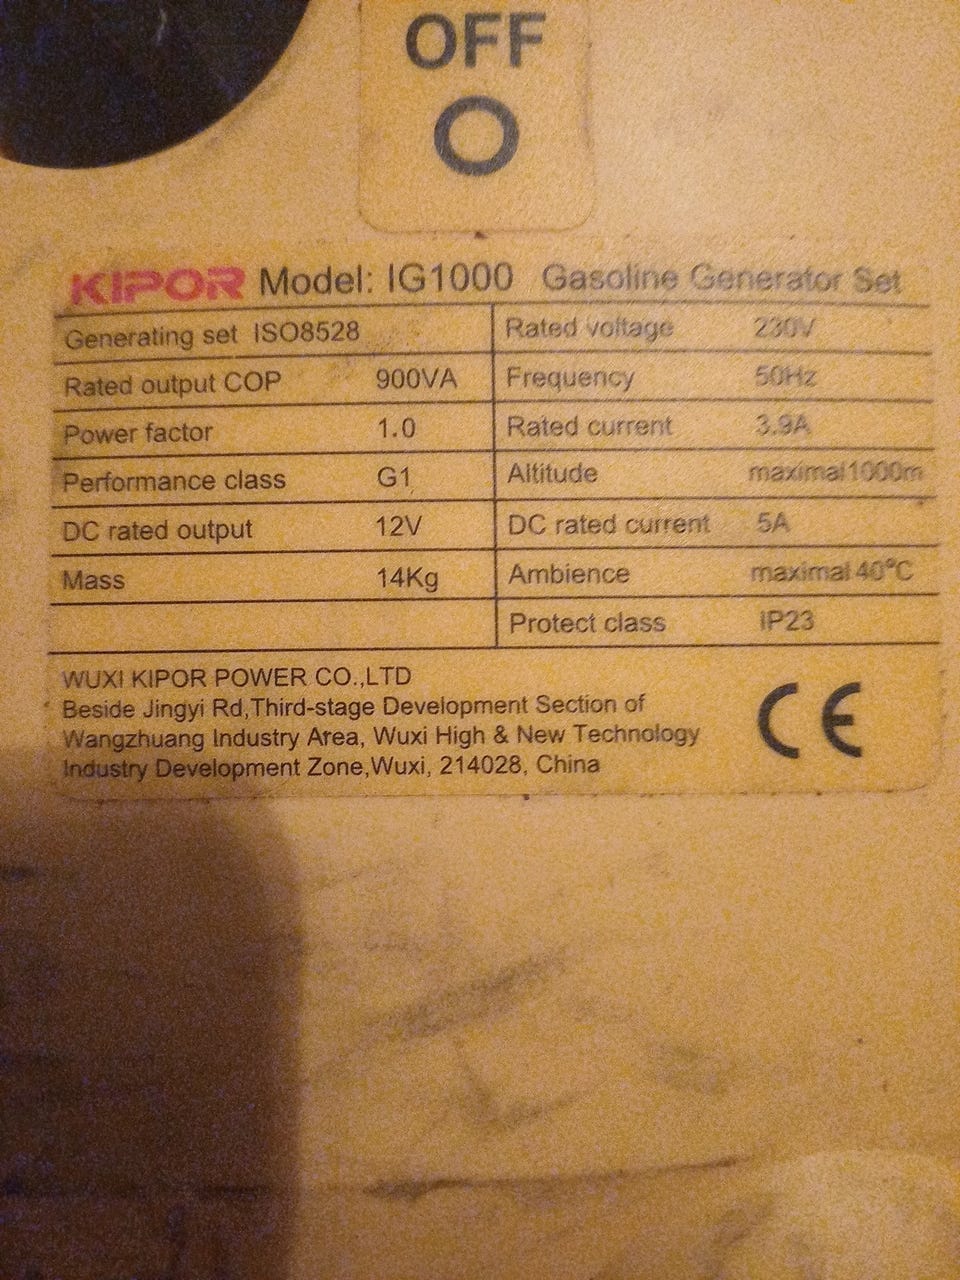 OFF
KIPOR Model: IG1000 Gasoline Generator Set
Generating set ISO8528 Rated voltage 230V
Rated output COP 900VA Frequency 50Hz
Power factor 1.0 Rated current 3.9A
Performance class G1 Altitude maximal1000m
DC rated output 12V DC rated current 5A
Mass 14Kg Ambience maximal 40°C
Protect class IP23
WUXI KIPOR POWER CO.,LTD
Beside Jingyi Rd,Third-stage Development Section of
Wangzhuang Industry Area, Wuxi High & New Technology
Industry Development Zone,Wuxi, 214028, China
CE